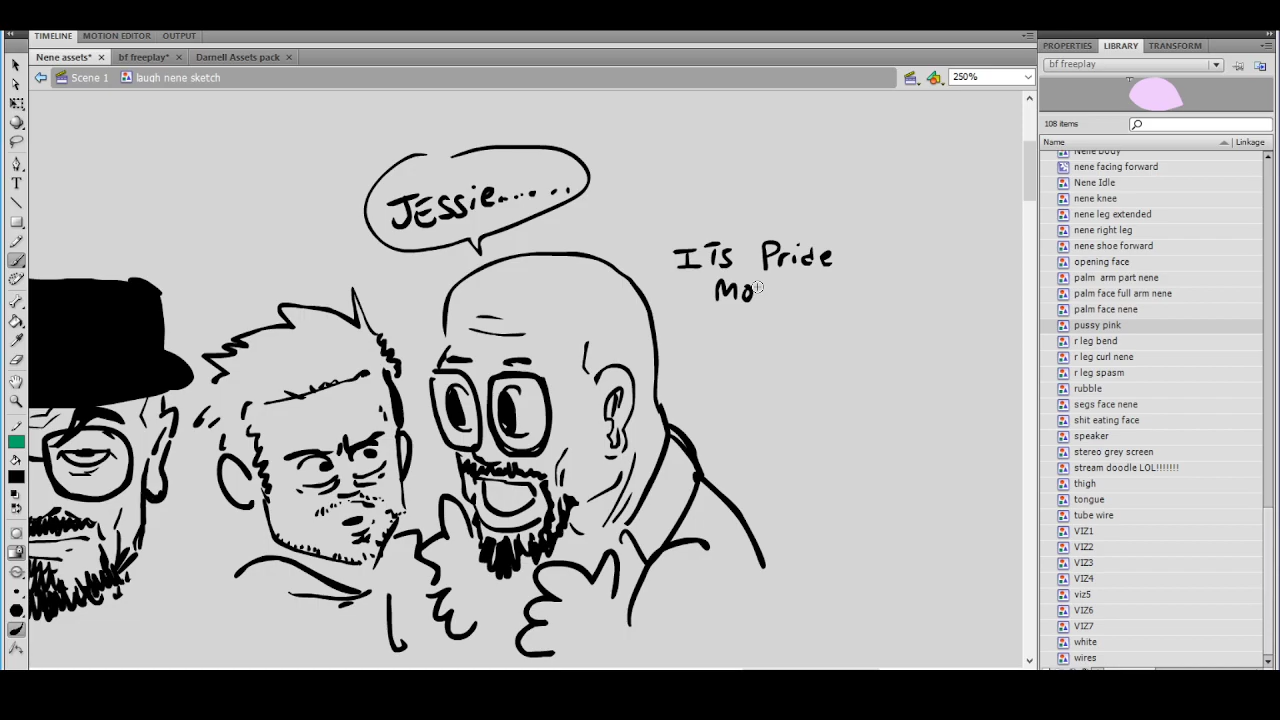 TIMELINE MOTION EDITOR OUTPUT
Nene assets* bf freeplay* Darnell Assets pack
Scene 1 laugh nene sketch 250%
JESSIE......
ITS Pride
Mo
PROPERTIES LIBRARY TRANSFORM
bf freeplay
108 items
Name Linkage
Nene body
nene facing forward
Nene Idle
nene knee
nene leg extended
nene right leg
nene shoe forward
opening face
palm arm part nene
palm face full arm nene
palm face nene
pussy pink
r leg bend
r leg curl nene
r leg spasm
rubble
segs face nene
shit eating face
speaker
stereo grey screen
stream doodle LOL!!!!!!!
thigh
tongue
tube wire
VIZ1
VIZ2
VIZ3
VIZ4
viz5
VIZ6
VIZ7
white
wires